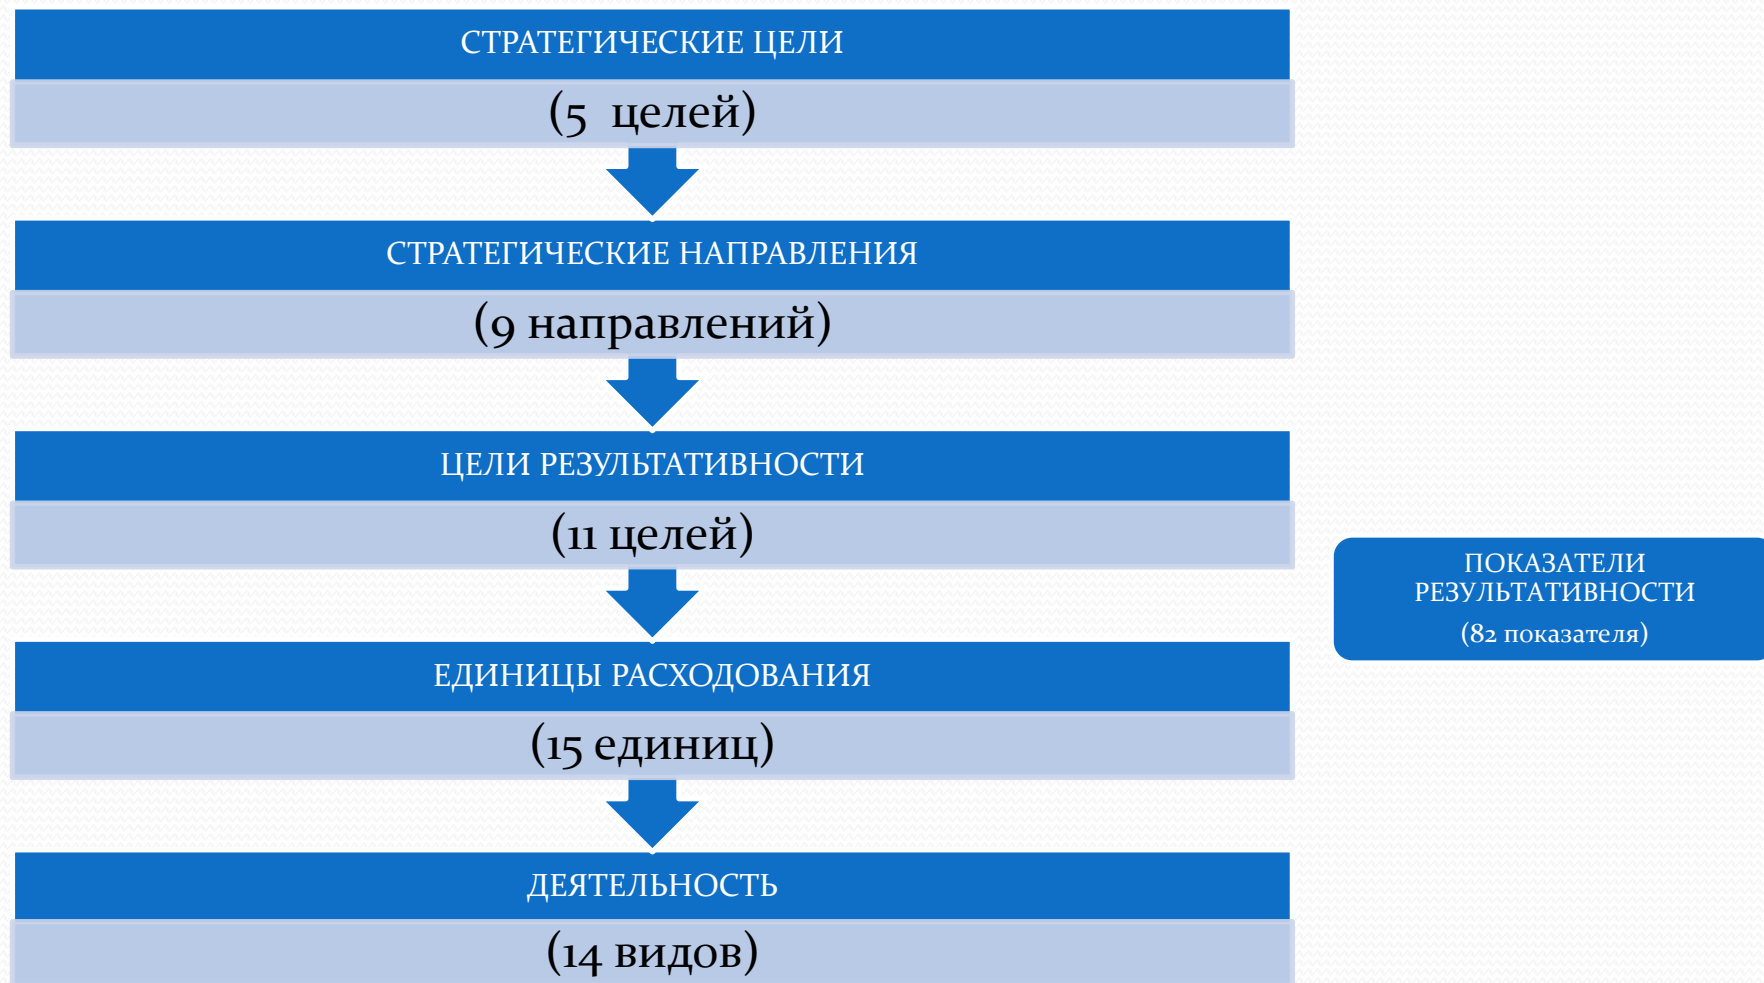 СТРАТЕГИЧЕСКИЕ ЦЕЛИ
(5 целей)
СТРАТЕГИЧЕСКИЕ НАПРАВЛЕНИЯ
(9 направлений)
ЦЕЛИ РЕЗУЛЬТАТИВНОСТИ
(11 целей)
ПОКАЗАТЕЛИ
РЕЗУЛЬТАТИВНОСТИ
(82 показателя)
ЕДИНИЦЫ РАСХОДОВАНИЯ
(15 единиц)
ДЕЯТЕЛЬНОСТЬ
(14 видов)